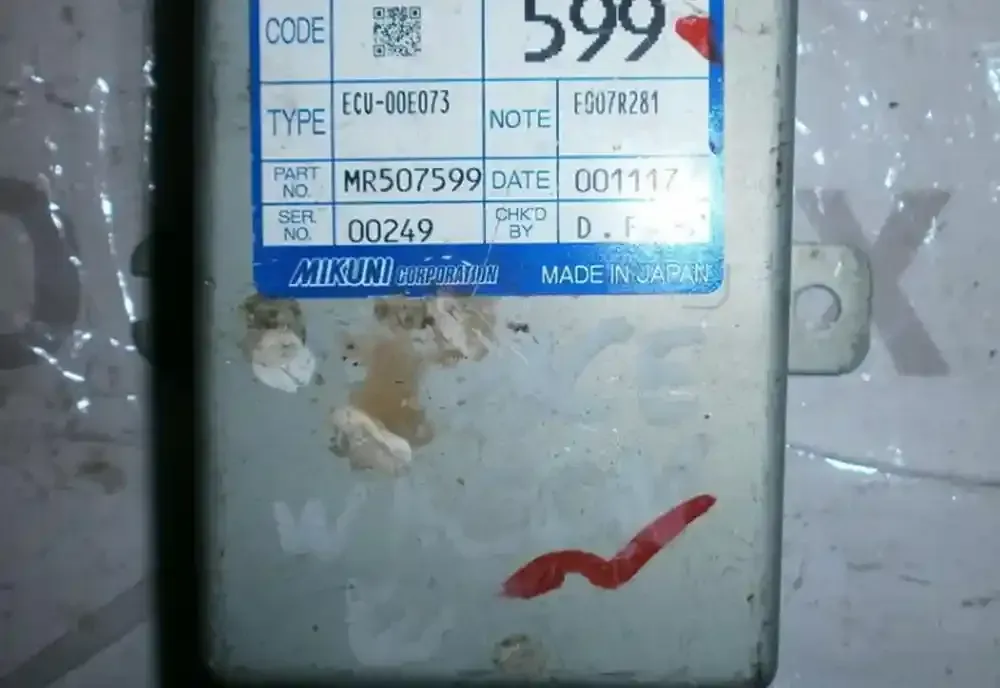 CODE 599
TYPE ECU-00E073 NOTE E007R281
PART NO. MR507599 DATE 001117
SER. NO. 00249 CHK'D BY D.
MIKUNI CORPORATION MADE IN JAPAN